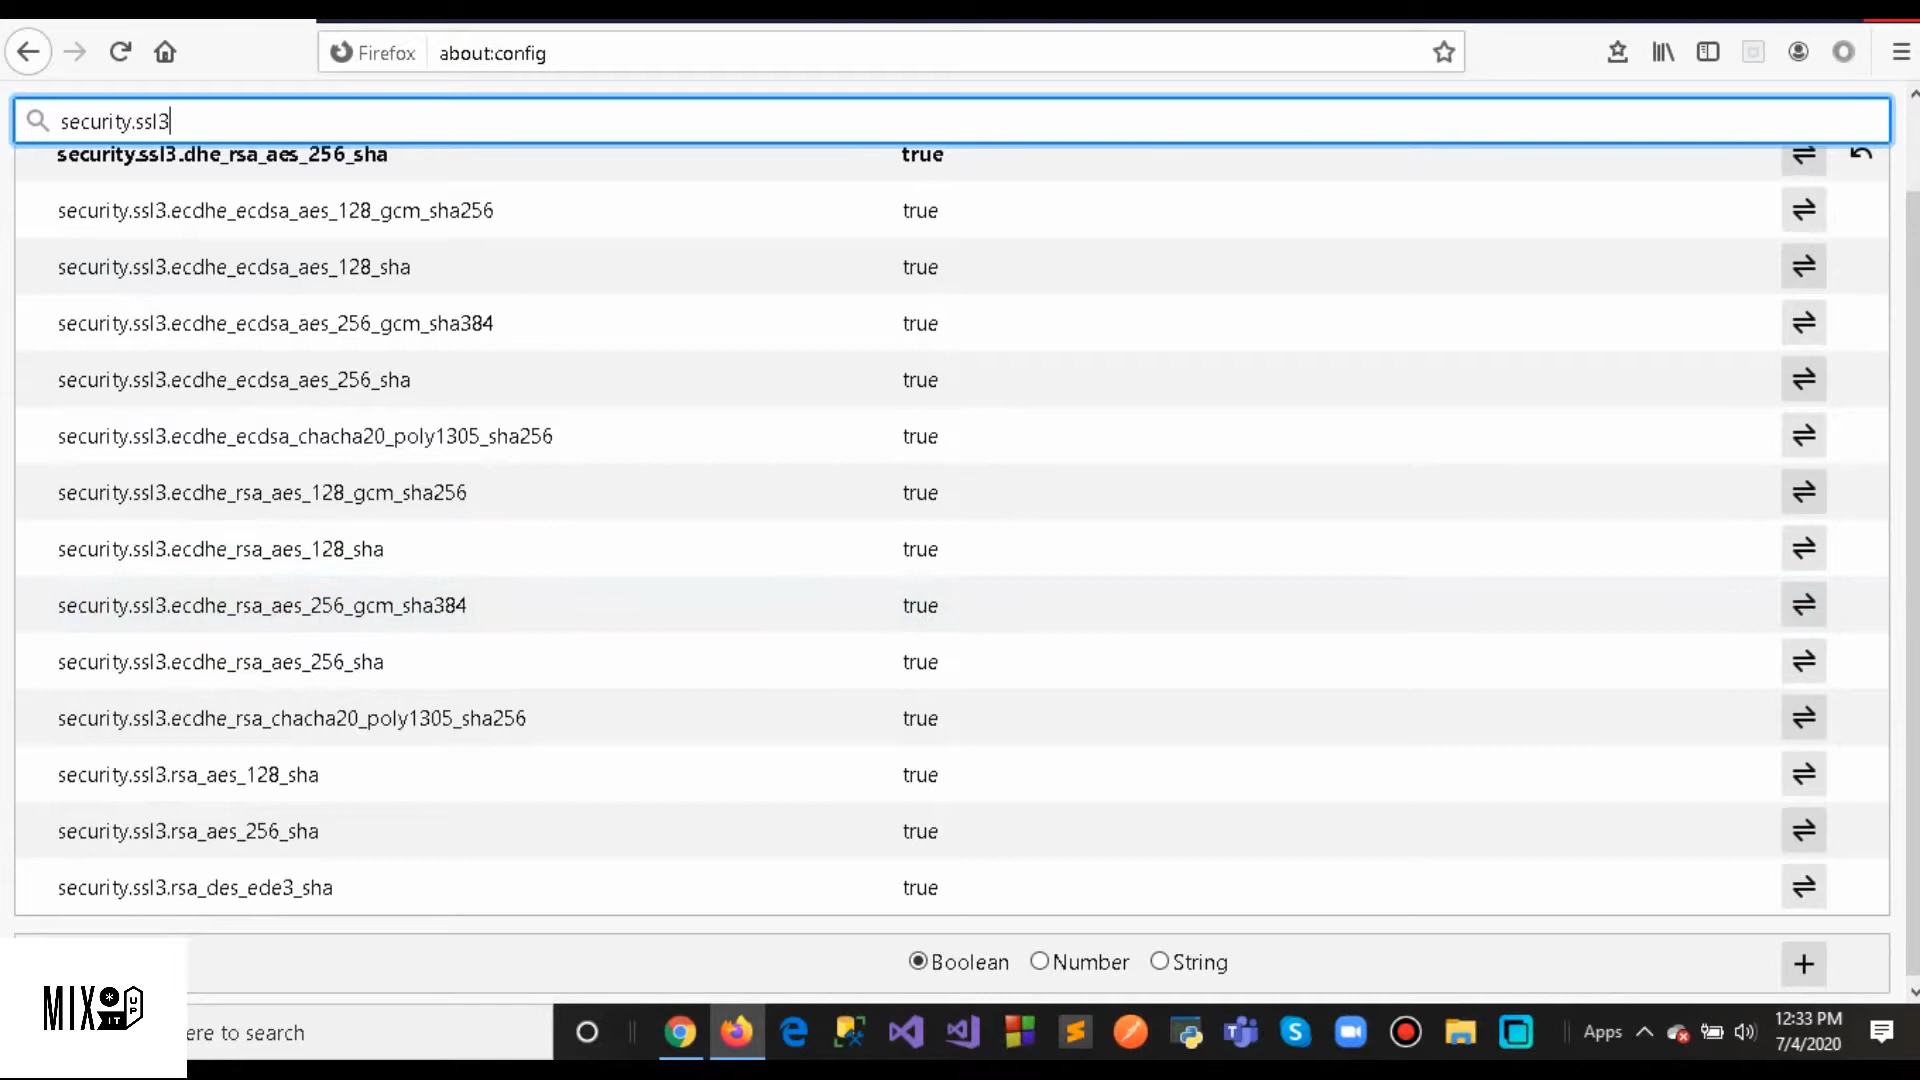 Firefox about:config
security.ssl3
security.ssl3.dhe_rsa_aes_256_sha true
security.ssl3.ecdhe_ecdsa_aes_128_gcm_sha256 true
security.ssl3.ecdhe_ecdsa_aes_128_sha true
security.ssl3.ecdhe_ecdsa_aes_256_gcm_sha384 true
security.ssl3.ecdhe_ecdsa_aes_256_sha true
security.ssl3.ecdhe_ecdsa_chacha20_poly1305_sha256 true
security.ssl3.ecdhe_rsa_aes_128_gcm_sha256 true
security.ssl3.ecdhe_rsa_aes_128_sha true
security.ssl3.ecdhe_rsa_aes_256_gcm_sha384 true
security.ssl3.ecdhe_rsa_aes_256_sha true
security.ssl3.ecdhe_rsa_chacha20_poly1305_sha256 true
security.ssl3.rsa_aes_128_sha true
security.ssl3.rsa_aes_256_sha true
security.ssl3.rsa_des_ede3_sha true
Boolean Number String
MIX IT UP
ere to search
Apps
12:33 PM
7/4/2020